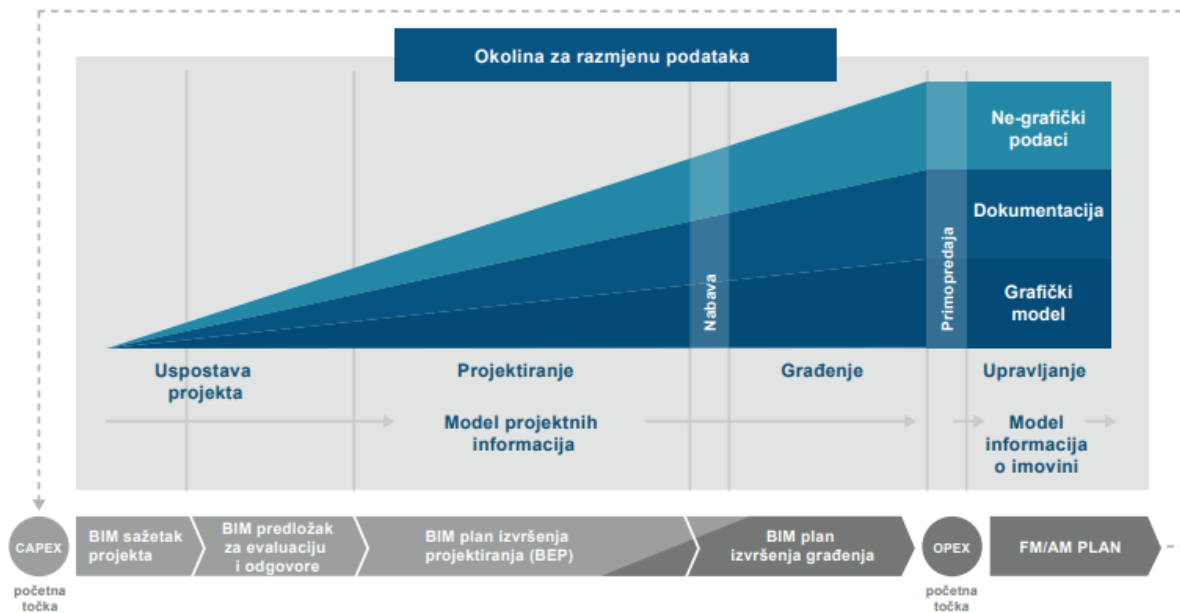 Okolina za razmjenu podataka
Ne-grafički
podaci
Dokumentacija
Grafički
model
Nabava
Primopredaja
Uspostava
projekta
Projektiranje
Građenje
Upravljanje
Model projektnih
informacija
Model
informacija
o imovini
CAPEX
početna
točka
BIM sažetak
projekta
BIM predložak
za evaluaciju
i odgovore
BIM plan izvršenja
projektiranja (BEP)
BIM plan
izvršenja građenja
OPEX
početna
točka
FM/AM PLAN